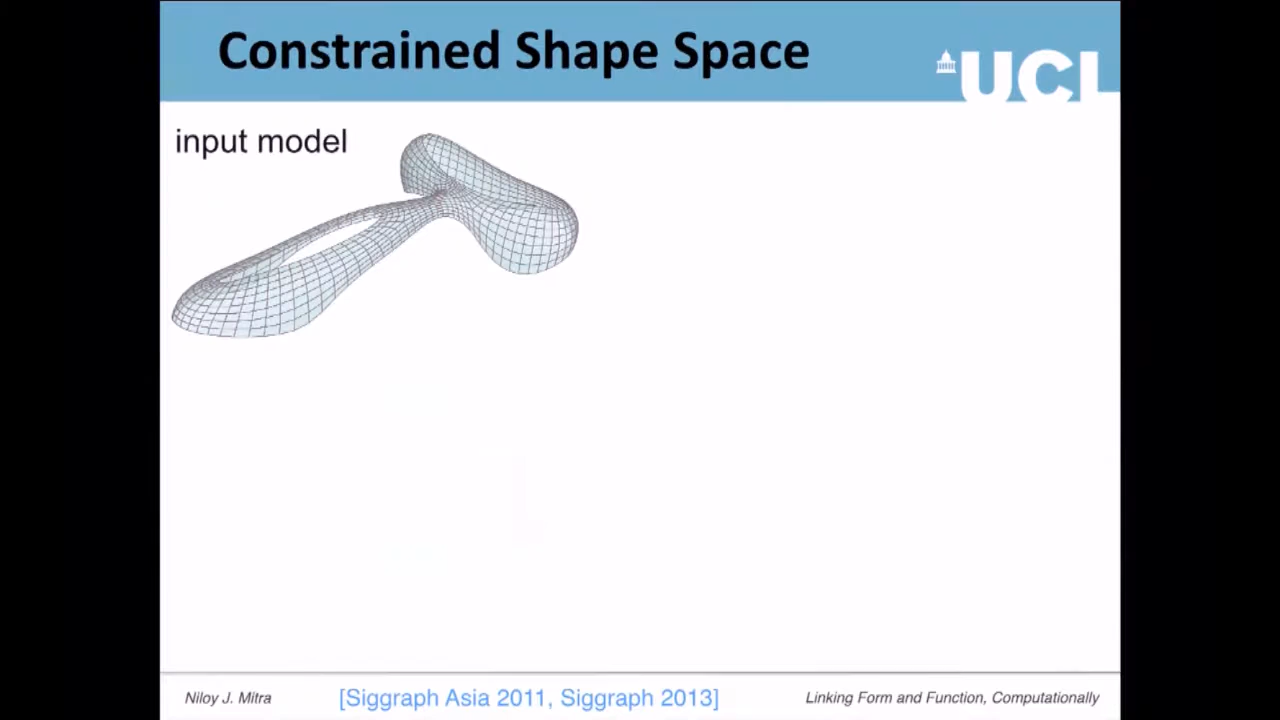 Constrained Shape Space
UCL
input model
Niloy J. Mitra
[Siggraph Asia 2011, Siggraph 2013]
Linking Form and Function, Computationally